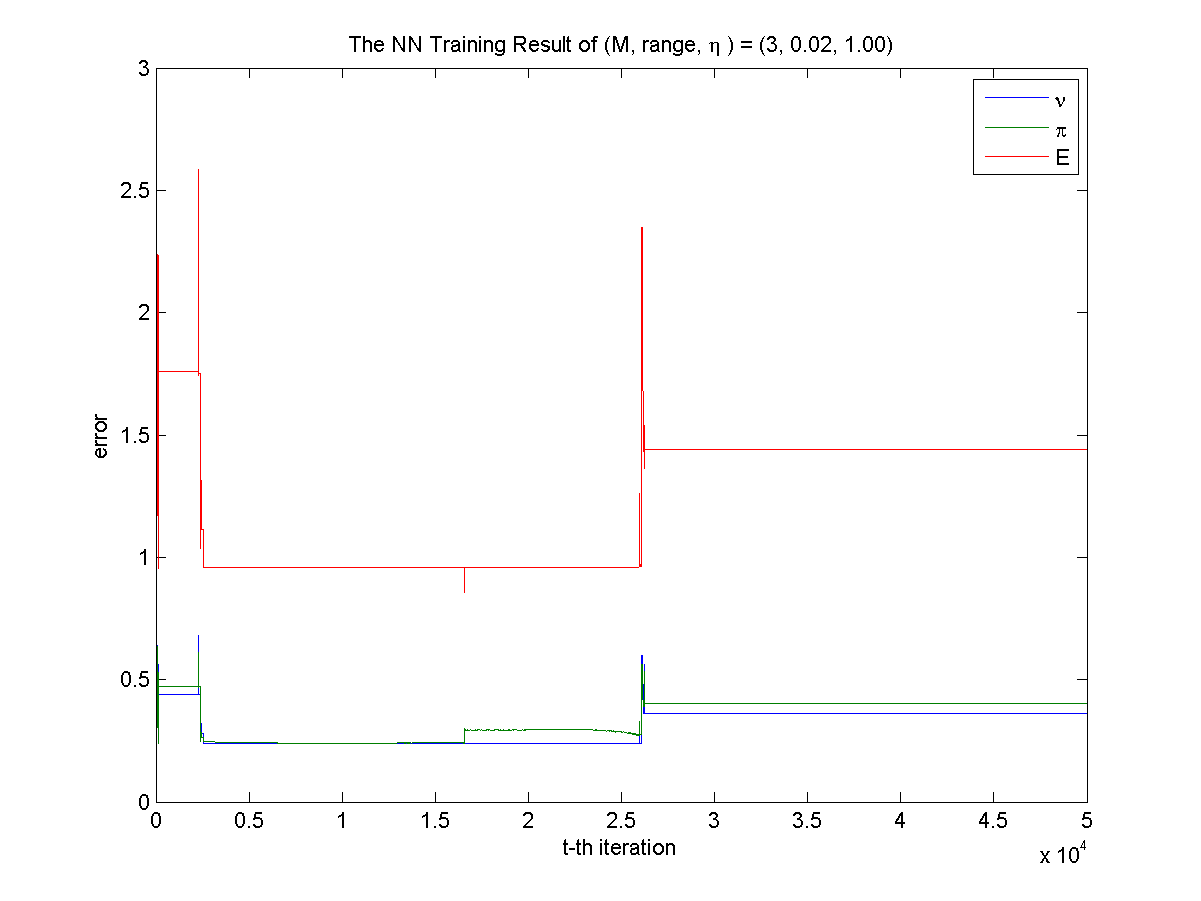 The NN Training Result of (M, range, η ) = (3, 0.02, 1.00)
3
2.5
2
1.5
1
0.5
0
error
ν
π
E
0 0.5 1 1.5 2 2.5 3 3.5 4 4.5 5
t-th iteration
x 10^4